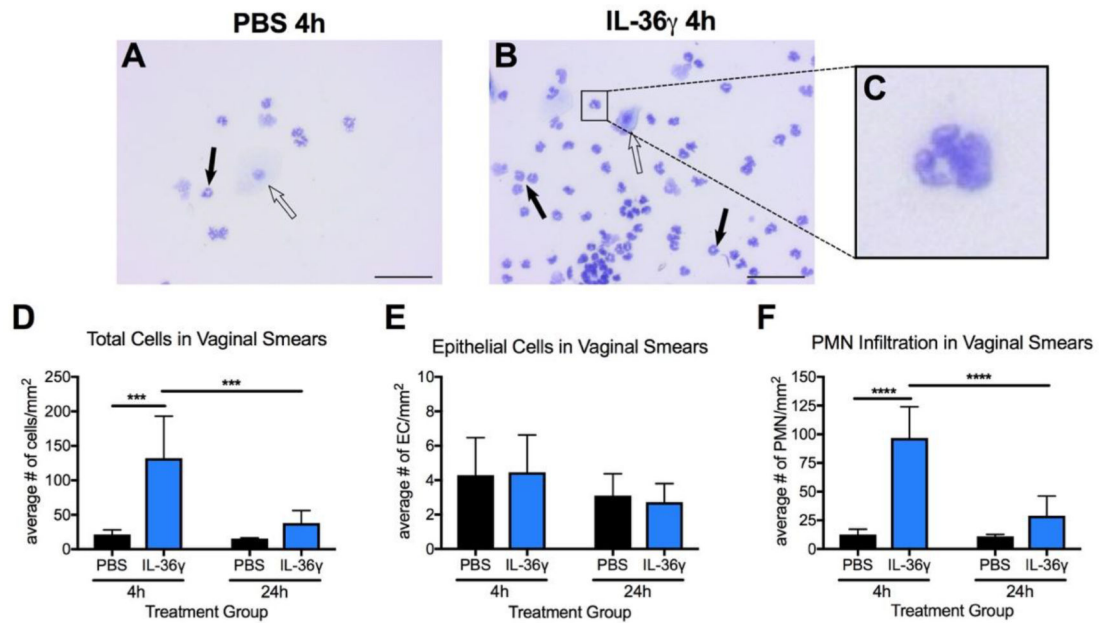 PBS 4h
IL-36γ 4h
A
B
C
D
Total Cells in Vaginal Smears
average # of cells/mm²
250
200
150
100
50
0
***
***
PBS IL-36γ PBS IL-36γ
4h 24h
Treatment Group
E
Epithelial Cells in Vaginal Smears
average # of EC/mm²
10
8
6
4
2
0
PBS IL-36γ PBS IL-36γ
4h 24h
Treatment Group
F
PMN Infiltration in Vaginal Smears
average # of PMN/mm²
150
125
100
75
50
25
0
****
****
PBS IL-36γ PBS IL-36γ
4h 24h
Treatment Group